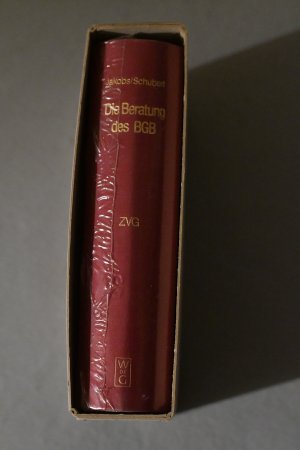 Jakobs/Schubert
Die Beratung
des BGB
ZVG
W
DE
G